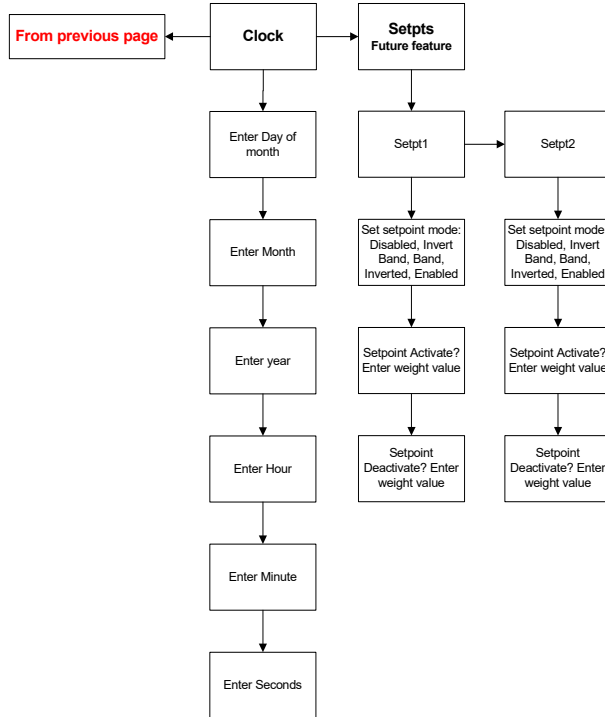 From previous page
Clock
Setpts
Future feature
Enter Day of
month
Setpt1
Setpt2
Enter Month
Set setpoint mode:
Disabled, Invert
Band, Band,
Inverted, Enabled
Set setpoint mode:
Disabled, Invert
Band, Band,
Inverted, Enabled
Enter year
Setpoint Activate?
Enter weight value
Setpoint Activate?
Enter weight value
Enter Hour
Setpoint
Deactivate? Enter
weight value
Setpoint
Deactivate? Enter
weight value
Enter Minute
Enter Seconds